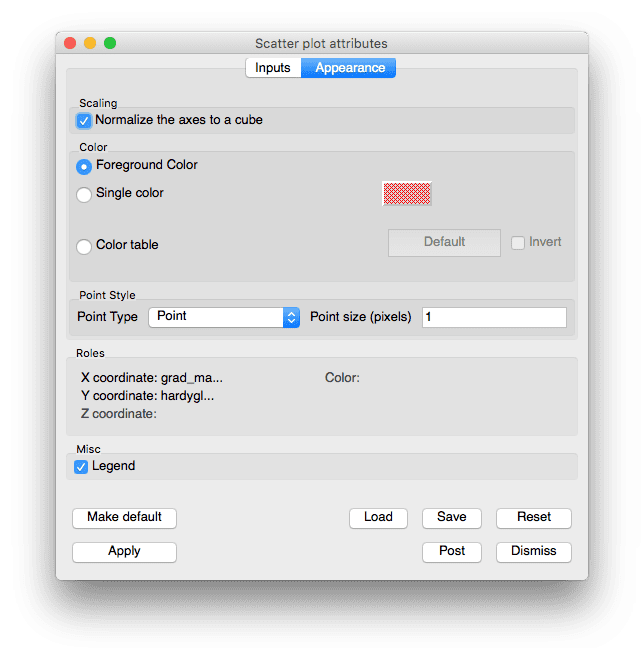 Scatter plot attributes
Inputs Appearance
Scaling
Normalize the axes to a cube
Color
Foreground Color
Single color
Color table Default Invert
Point Style
Point Type Point Point size (pixels) 1
Roles
X coordinate: grad_ma... Color:
Y coordinate: hardygl...
Z coordinate:
Misc
Legend
Make default Load Save Reset
Apply Post Dismiss